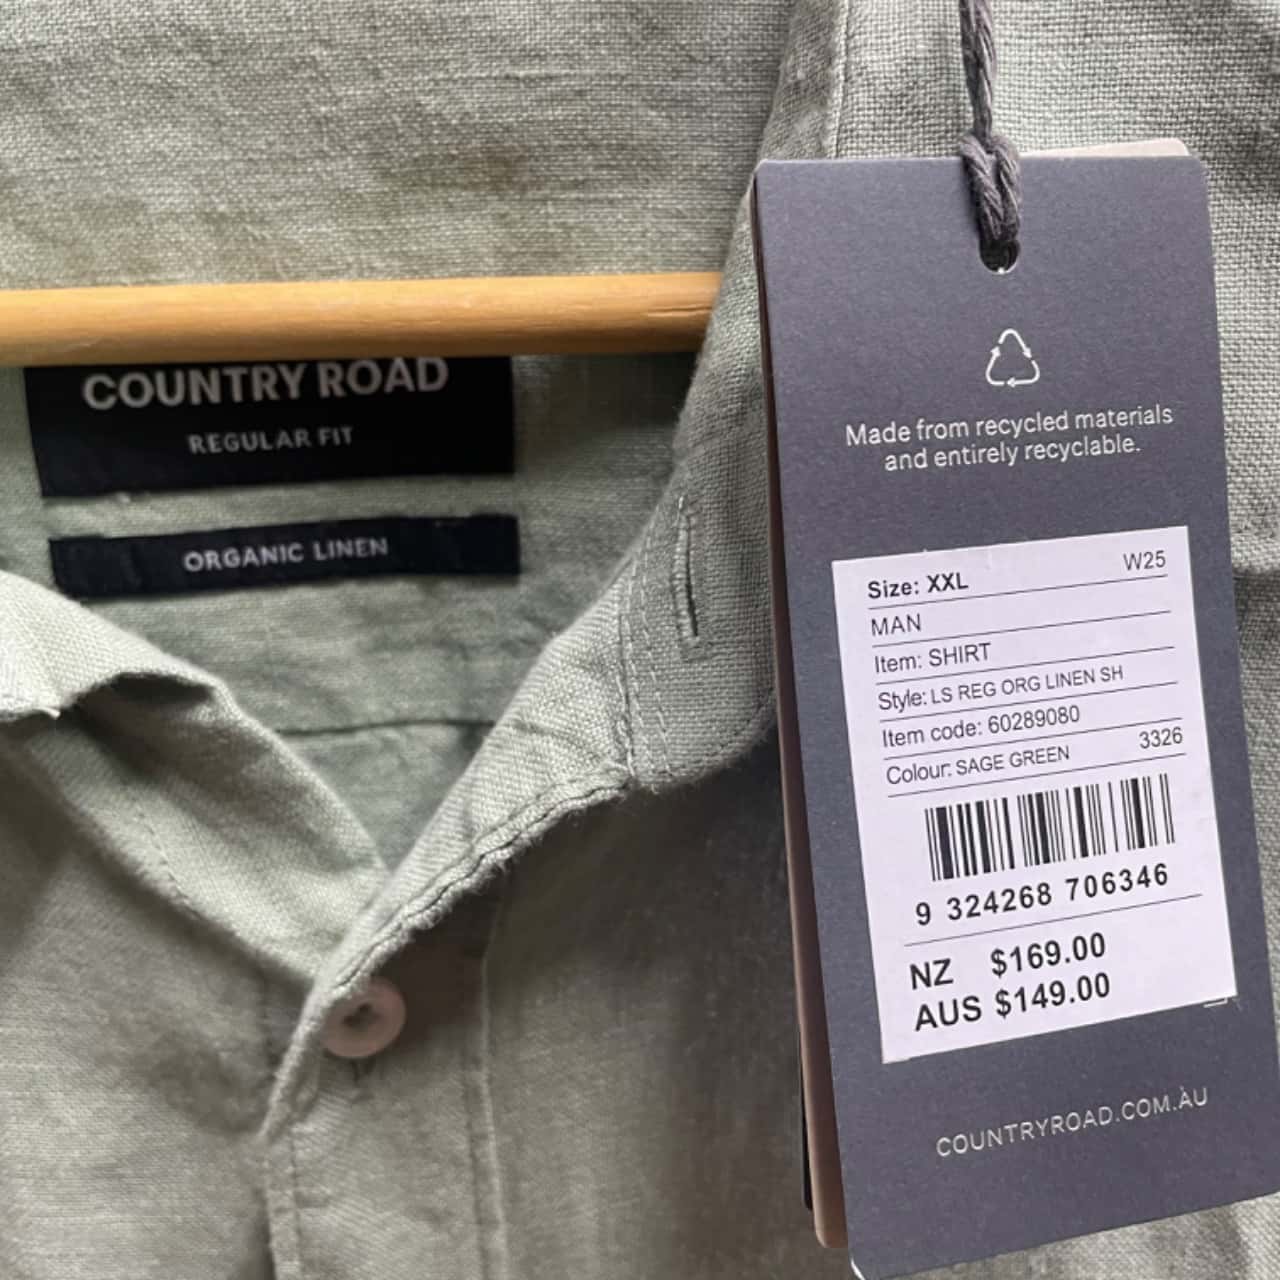 COUNTRY ROAD
REGULAR FIT
ORGANIC LINEN
Made from recycled materials
and entirely recyclable.
Size: XXL W25
MAN
Item: SHIRT
Style: LS REG ORG LINEN SH
Item code: 60289080
Colour: SAGE GREEN 3326
9 324268 706346
NZ $169.00
AUS $149.00
COUNTRYROAD.COM.AU